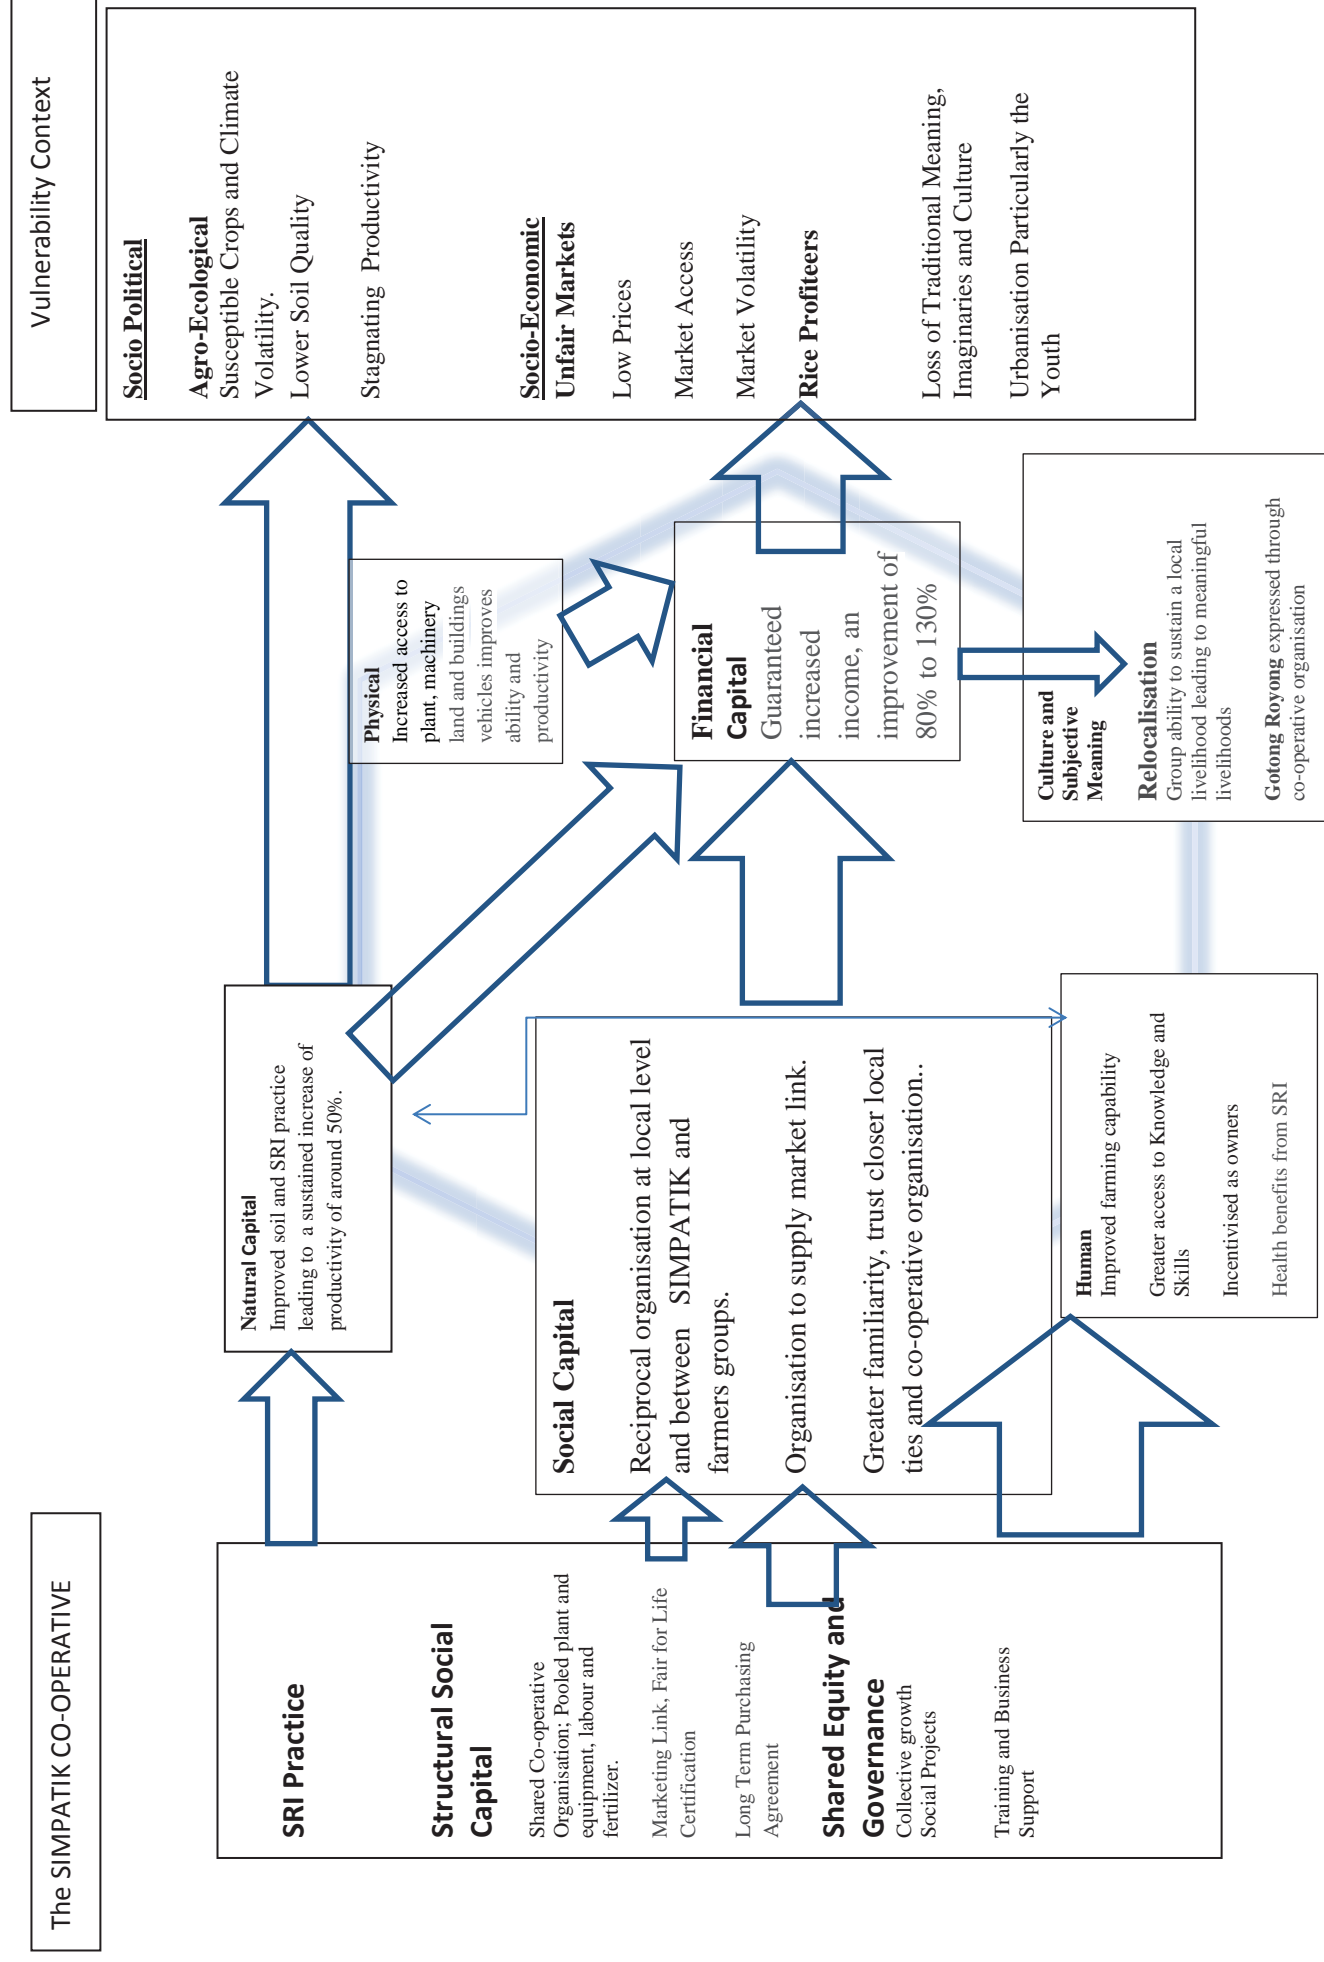 The SIMPATIK CO-OPERATIVE
SRI Practice
Structural Social
Capital
Shared Co-operative
Organisation; Pooled plant and
equipment, labour and
fertilizer.
Marketing Link, Fair for Life
Certification
Long Term Purchasing
Agreement
Shared Equity and
Governance
Collective growth
Social Projects
Training and Business
Support
Natural Capital
Improved soil and SRI practice
leading to a sustained increase of
productivity of around 50%.
Social Capital
Reciprocal organisation at local level
and between SIMPATIK and
farmers groups.
Organisation to supply market link.
Greater familiarity, trust closer local
ties and co-operative organisation..
Human
Improved farming capability
Greater access to Knowledge and
Skills
Incentivised as owners
Health benefits from SRI
Physical
Increased access to
plant, machinery
land and buildings
vehicles improves
ability and
productivity
Financial
Capital
Guaranteed
increased
income, an
improvement of
80% to 130%
Culture and
Subjective
Meaning
Relocalisation
Group ability to sustain a local
livelihood leading to meaningful
livelihoods
Gotong Royong expressed through
co-operative organisation
Vulnerability Context
Socio Political
Agro-Ecological
Susceptible Crops and Climate
Volatility.
Lower Soil Quality
Stagnating Productivity
Socio-Economic
Unfair Markets
Low Prices
Market Access
Market Volatility
Rice Profiteers
Loss of Traditional Meaning,
Imaginaries and Culture
Urbanisation Particularly the
Youth